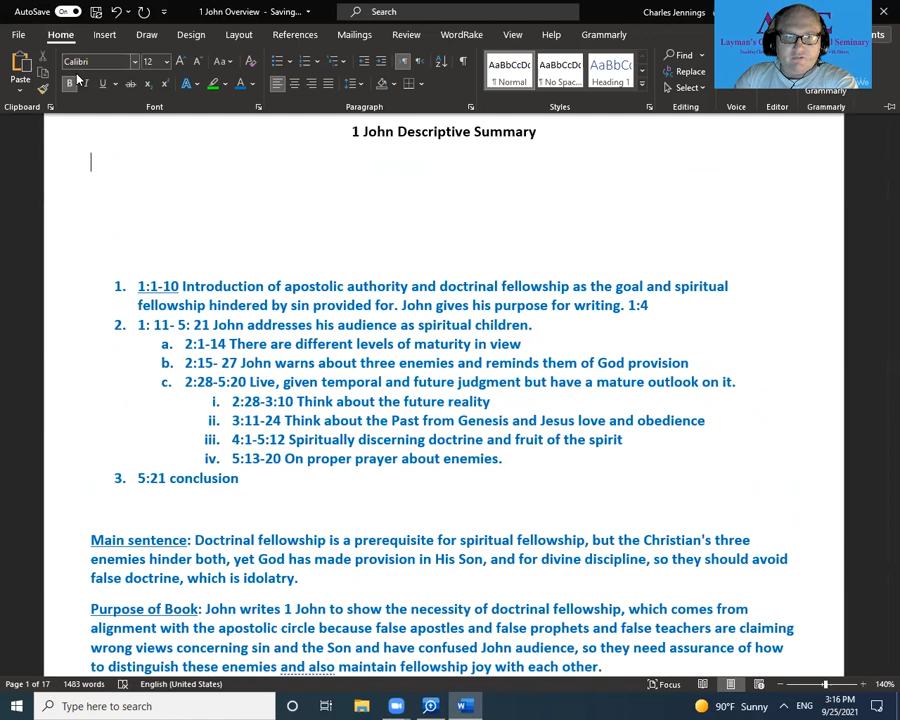 AutoSave On 1 John Overview - Saving... Search Charles Jennings
File Home Insert Draw Design Layout References Mailings Review WordRake View Help Grammarly
Layman's Seminary
Calibri 12 Aa Find
AaBbCcDc AaBbCcDc AaBbCc
Paste Replace
¶ Normal ¶ No Spac... Heading 1 Select
Grammarly
Clipboard Font Paragraph Styles Editing Voice Editor Grammarly
1 John Descriptive Summary
1. 1:1-10 Introduction of apostolic authority and doctrinal fellowship as the goal and spiritual
fellowship hindered by sin provided for. John gives his purpose for writing. 1:4
2. 1: 11- 5: 21 John addresses his audience as spiritual children.
a. 2:1-14 There are different levels of maturity in view
b. 2:15- 27 John warns about three enemies and reminds them of God provision
c. 2:28-5:20 Live, given temporal and future judgment but have a mature outlook on it.
i. 2:28-3:10 Think about the future reality
ii. 3:11-24 Think about the Past from Genesis and Jesus love and obedience
iii. 4:1-5:12 Spiritually discerning doctrine and fruit of the spirit
iv. 5:13-20 On proper prayer about enemies.
3. 5:21 conclusion
Main sentence: Doctrinal fellowship is a prerequisite for spiritual fellowship, but the Christian's three
enemies hinder both, yet God has made provision in His Son, and for divine discipline, so they should avoid
false doctrine, which is idolatry.
Purpose of Book: John writes 1 John to show the necessity of doctrinal fellowship, which comes from
alignment with the apostolic circle because false apostles and false prophets and false teachers are claiming
wrong views concerning sin and the Son and have confused John audience, so they need assurance of how
to distinguish these enemies and also maintain fellowship joy with each other.
Page 1 of 17 1483 words English (United States) Focus 140%
Type here to search 90°F Sunny ENG 3:16 PM
9/25/2021